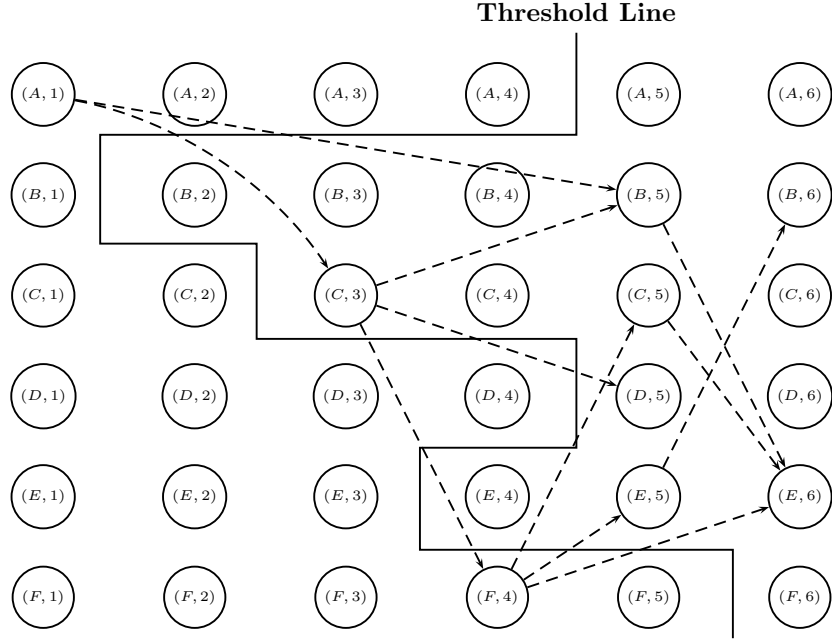 Threshold Line
(A, 1) (A, 2) (A, 3) (A, 4) (A, 5) (A, 6)
(B, 1) (B, 2) (B, 3) (B, 4) (B, 5) (B, 6)
(C, 1) (C, 2) (C, 3) (C, 4) (C, 5) (C, 6)
(D, 1) (D, 2) (D, 3) (D, 4) (D, 5) (D, 6)
(E, 1) (E, 2) (E, 3) (E, 4) (E, 5) (E, 6)
(F, 1) (F, 2) (F, 3) (F, 4) (F, 5) (F, 6)